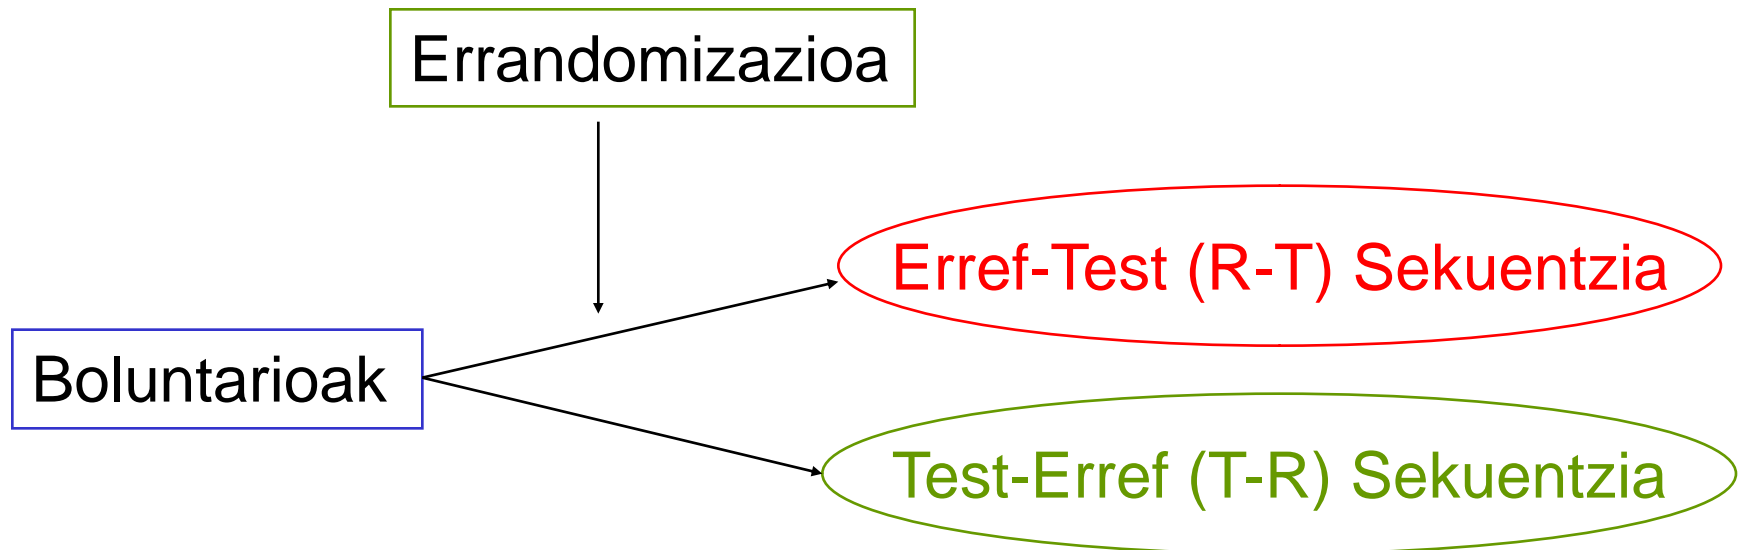 Errandomizazioa
Erref-Test (R-T) Sekuentzia
Boluntarioak
Test-Erref (T-R) Sekuentzia